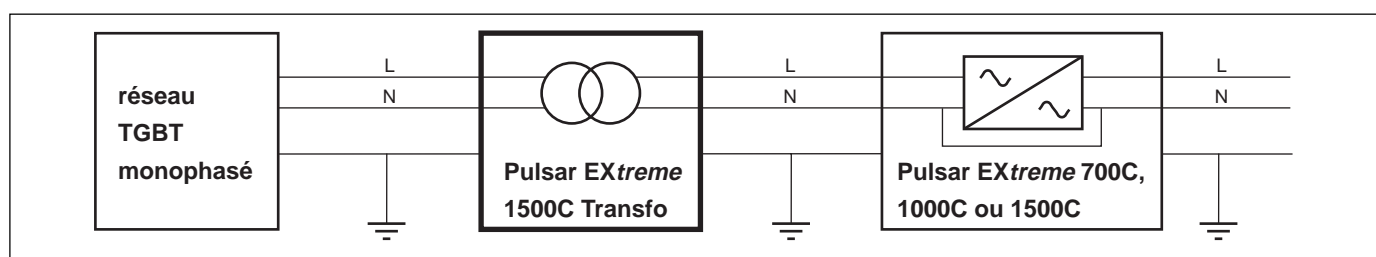 L
L
L
N
N
N
réseau
TGBT
monophasé
Pulsar EXtreme
1500C Transfo
Pulsar EXtreme 700C,
1000C ou 1500C